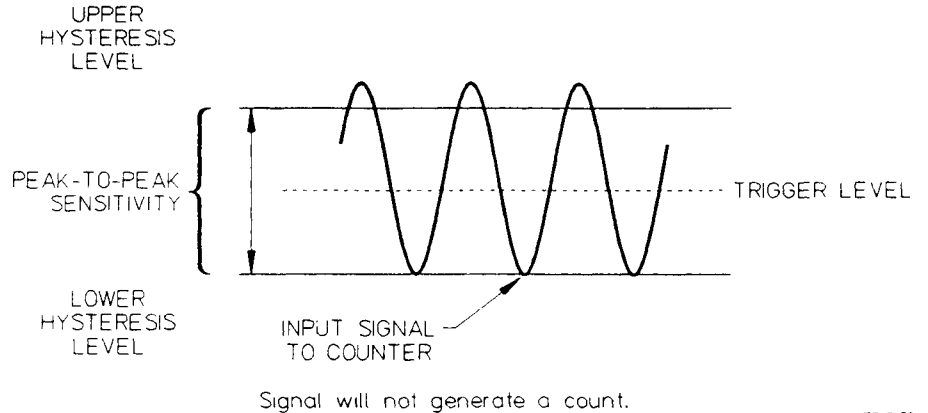 UPPER
HYSTERESIS
LEVEL
PEAK-TO-PEAK
SENSITIVITY
TRIGGER LEVEL
LOWER
HYSTERESIS
LEVEL
INPUT SIGNAL
TO COUNTER
Signal will not generate a count.